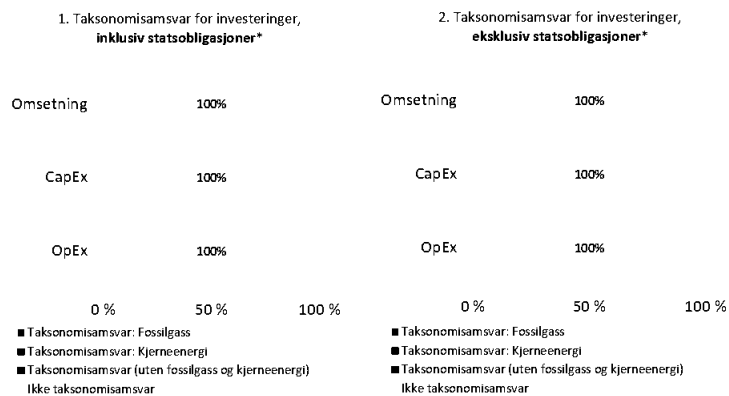 1. Taksonomisamsvar for investeringer,
inklusiv statsobligasjoner*
Omsetning 100%
CapEx 100%
OpEx 100%
0 % 50 % 100 %
■ Taksonomisamsvar: Fossilgass
■ Taksonomisamsvar: Kjerneenergi
■ Taksonomisamsvar (uten fossilgass og kjerneenergi)
Ikke taksonomisamsvar
2. Taksonomisamsvar for investeringer,
eksklusiv statsobligasjoner*
Omsetning 100%
CapEx 100%
OpEx 100%
0 % 50 % 100 %
■ Taksonomisamsvar: Fossilgass
■ Taksonomisamsvar: Kjerneenergi
■ Taksonomisamsvar (uten fossilgass og kjerneenergi)
Ikke taksonomisamsvar